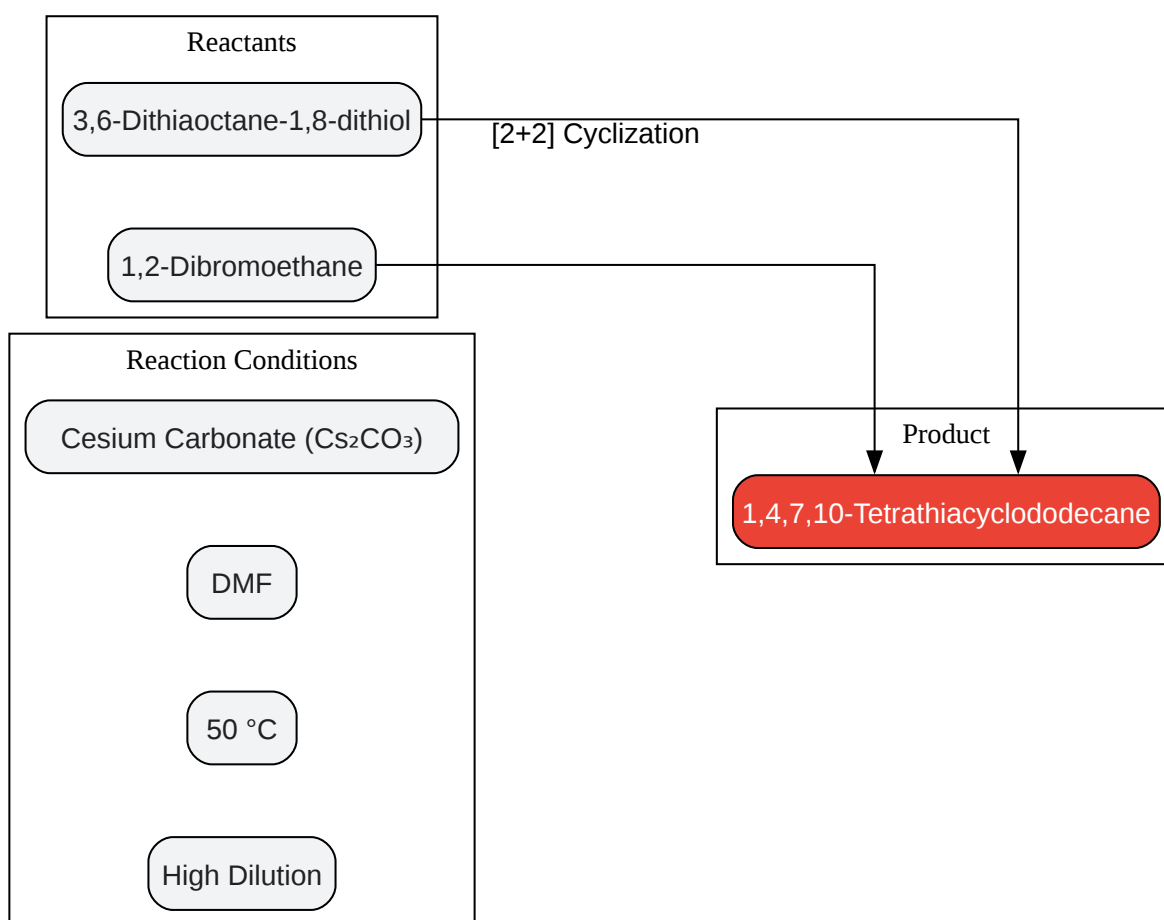 Reactants
3,6-Dithiaoctane-1,8-dithiol
[2+2] Cyclization
1,2-Dibromoethane
Reaction Conditions
Cesium Carbonate (Cs₂CO₃)
DMF
50 °C
High Dilution
Product
1,4,7,10-Tetrathiacyclododecane